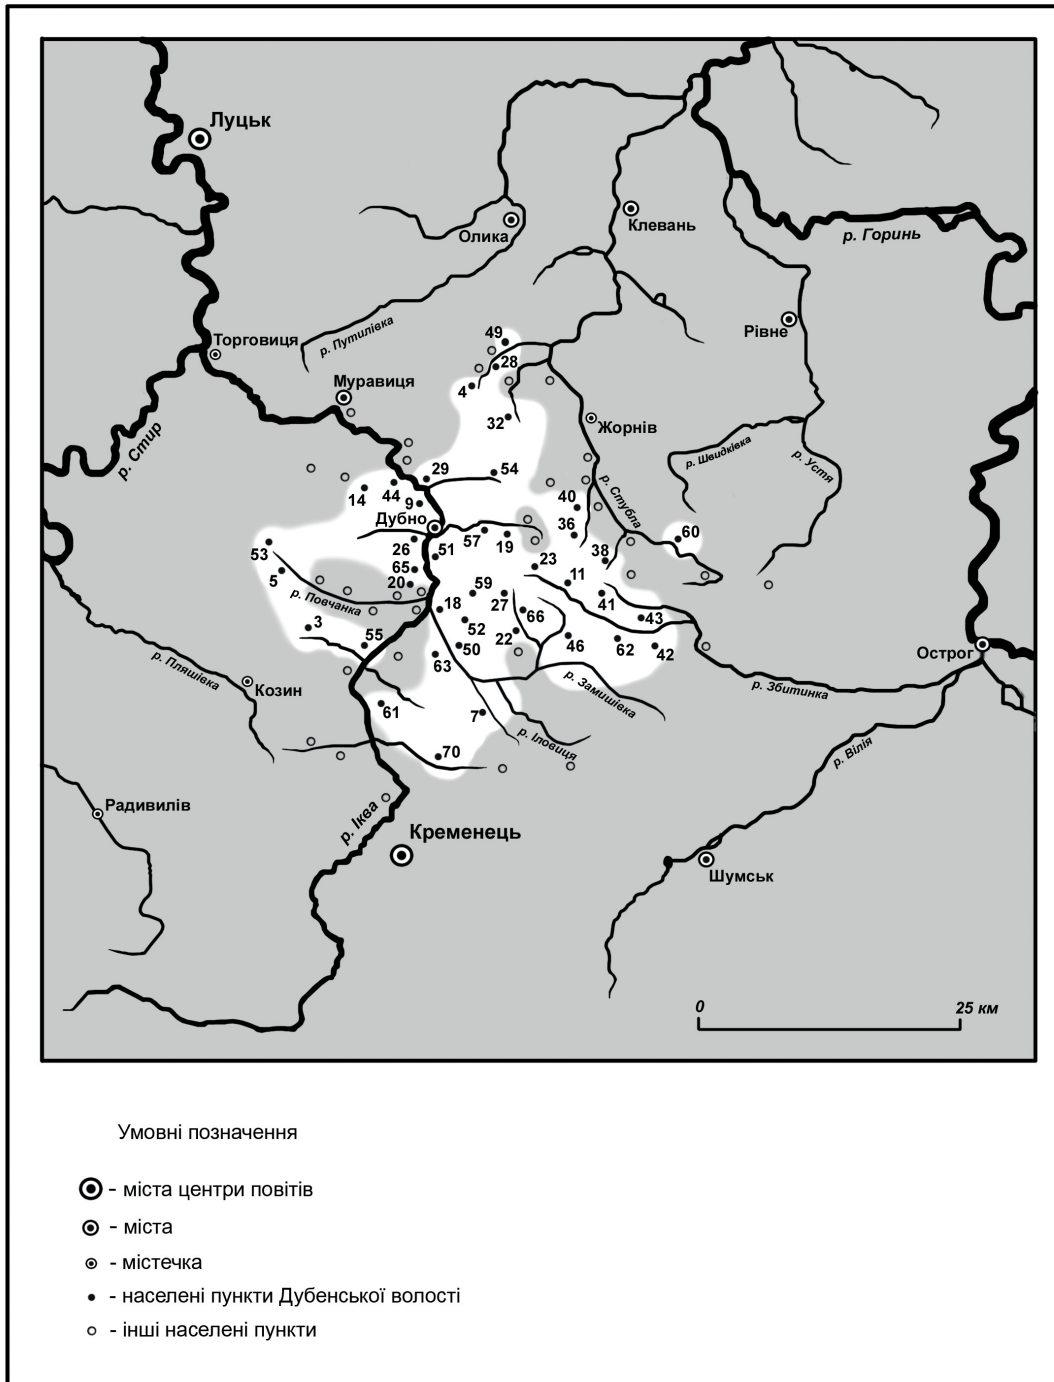 Луцьк
Клевань
Олика
р. Горинь
Рівне
Торговиця
р. Путилівка
49
28
Муравиця
4
32
Жорнів
р. Стир
р. Швидківка
р. Устя
29
54
14
44
9
40
р. Стубла
Дубно
36
60
53
26
51
57
19
38
65
23
5
20
11
р. Повчанка
59
27
41
18
66
3
43
52
55
22
50
46
62
42
63
Острог
р. Пляшівка
Козин
р. Замишівка
р. Збитинка
61
7
р. Іловиця
70
р. Вілія
Радивилів
р. Іква
Кременець
Шумськ
0
25 км
Умовні позначення
- міста центри повітів
- міста
- містечка
- населені пункти Дубенської волості
- інші населені пункти